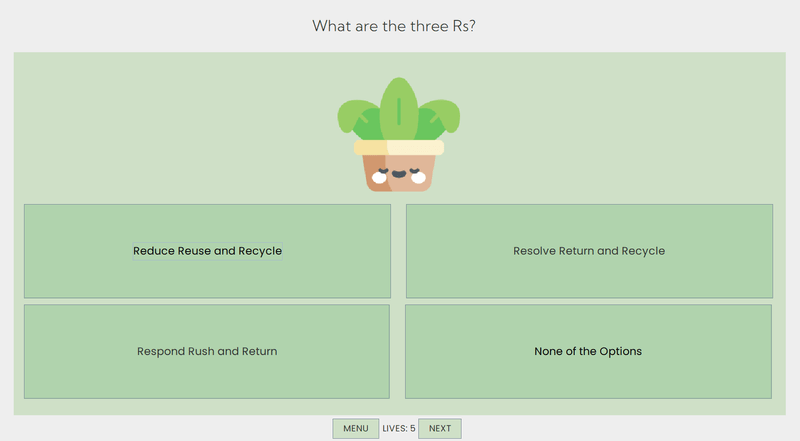 What are the three Rs?
Reduce Reuse and Recycle
Resolve Return and Recycle
Respond Rush and Return
None of the Options
MENU LIVES: 5 NEXT